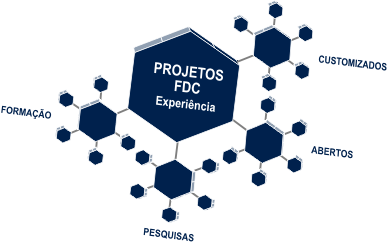 PROJETOS
FDC
Experiência
CUSTOMIZADOS
FORMAÇÃO
ABERTOS
PESQUISAS